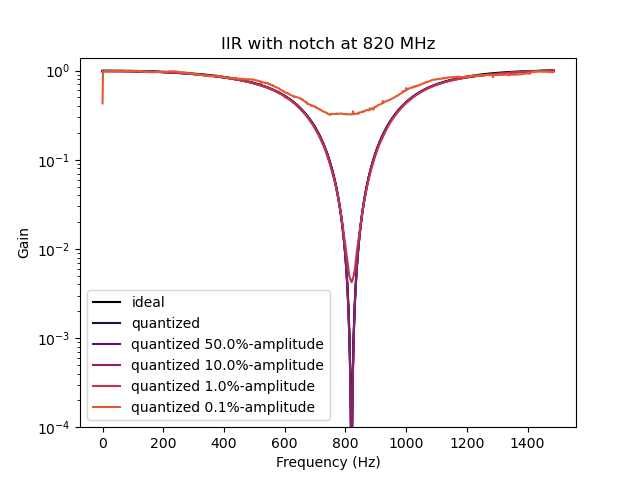 IIR with notch at 820 MHz
Gain
10^0
10^-1
10^-2
10^-3
10^-4
ideal
quantized
quantized 50.0%-amplitude
quantized 10.0%-amplitude
quantized 1.0%-amplitude
quantized 0.1%-amplitude
0 200 400 600 800 1000 1200 1400
Frequency (Hz)